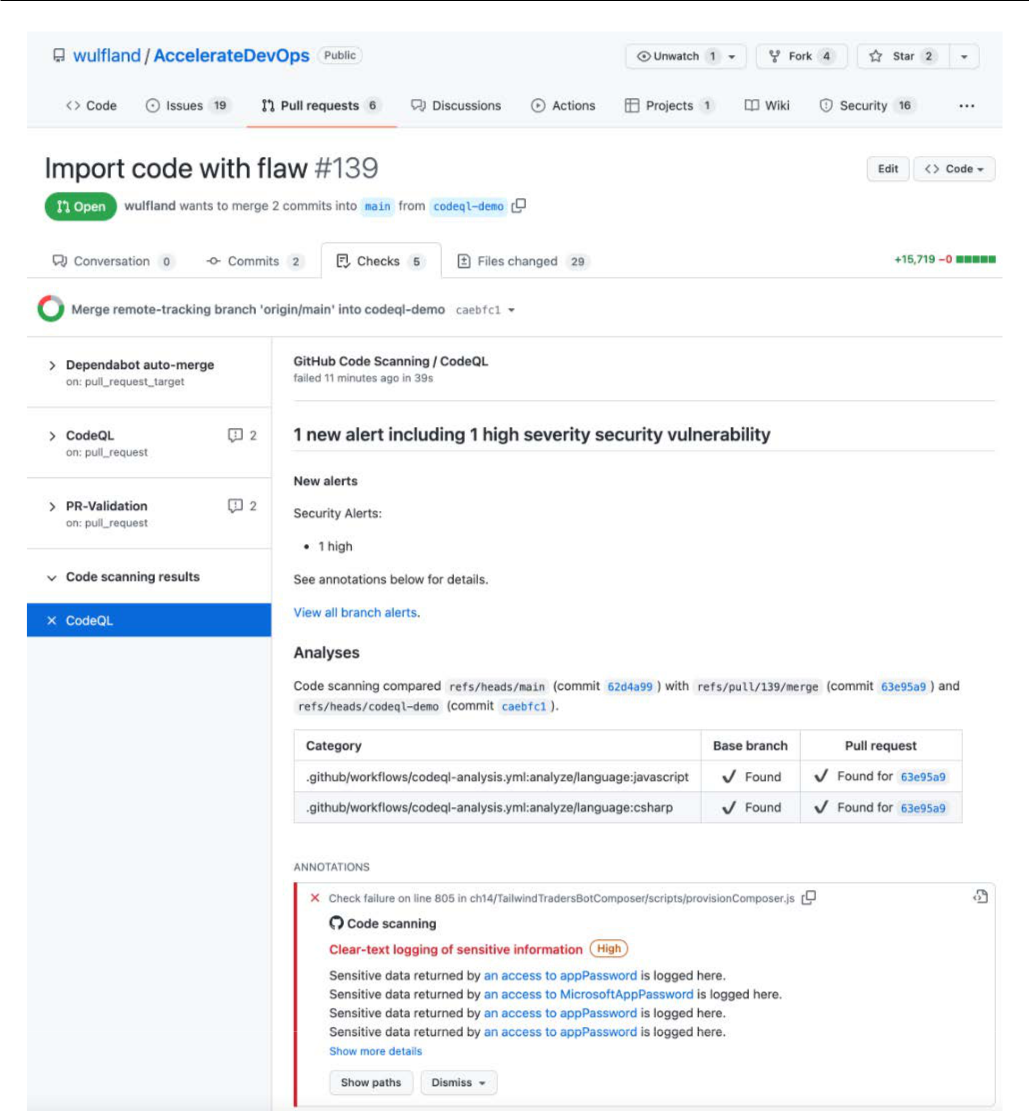 wulfland / AccelerateDevOps Public
Unwatch 1 Fork 4 Star 2
Code Issues 19 Pull requests 6 Discussions Actions Projects 1 Wiki Security 16 ...
Import code with flaw #139
Edit Code
Open wulfland wants to merge 2 commits into main from codeql-demo
Conversation 0 Commits 2 Checks 5 Files changed 29 +15,719 −0
Merge remote-tracking branch 'origin/main' into codeql-demo caebfc1
Dependabot auto-merge
on: pull_request_target
CodeQL 2
on: pull_request
PR-Validation 2
on: pull_request
Code scanning results
CodeQL
GitHub Code Scanning / CodeQL
failed 11 minutes ago in 39s
1 new alert including 1 high severity security vulnerability
New alerts
Security Alerts:
• 1 high
See annotations below for details.
View all branch alerts.
Analyses
Code scanning compared refs/heads/main (commit 62d4a99 ) with refs/pull/139/merge (commit 63e95a9 ) and
refs/heads/codeql-demo (commit caebfc1 ).
Category Base branch Pull request
.github/workflows/codeql-analysis.yml:analyze/language:javascript ✓ Found ✓ Found for 63e95a9
.github/workflows/codeql-analysis.yml:analyze/language:csharp ✓ Found ✓ Found for 63e95a9
ANNOTATIONS
Check failure on line 805 in ch14/TailwindTradersBotComposer/scripts/provisionComposer.js
Code scanning
Clear-text logging of sensitive information High
Sensitive data returned by an access to appPassword is logged here.
Sensitive data returned by an access to MicrosoftAppPassword is logged here.
Sensitive data returned by an access to appPassword is logged here.
Sensitive data returned by an access to appPassword is logged here.
Show more details
Show paths Dismiss